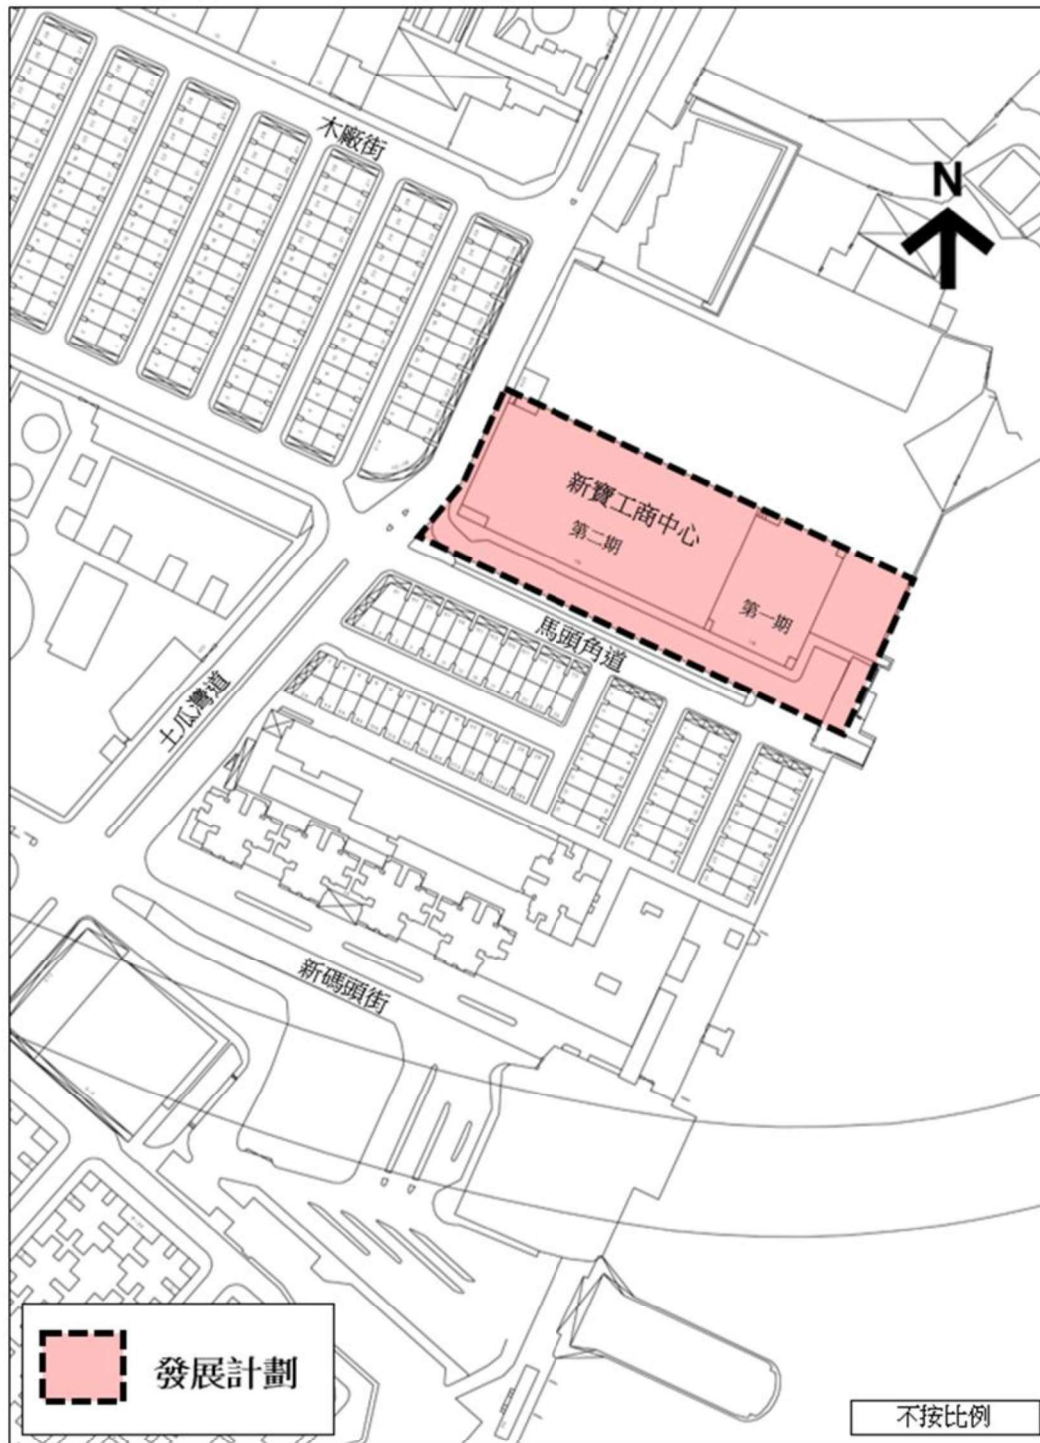 木廠街
N
新寶工商中心
第二期
第一期
馬頭角道
土瓜灣道
新碼頭街
發展計劃
不按比例